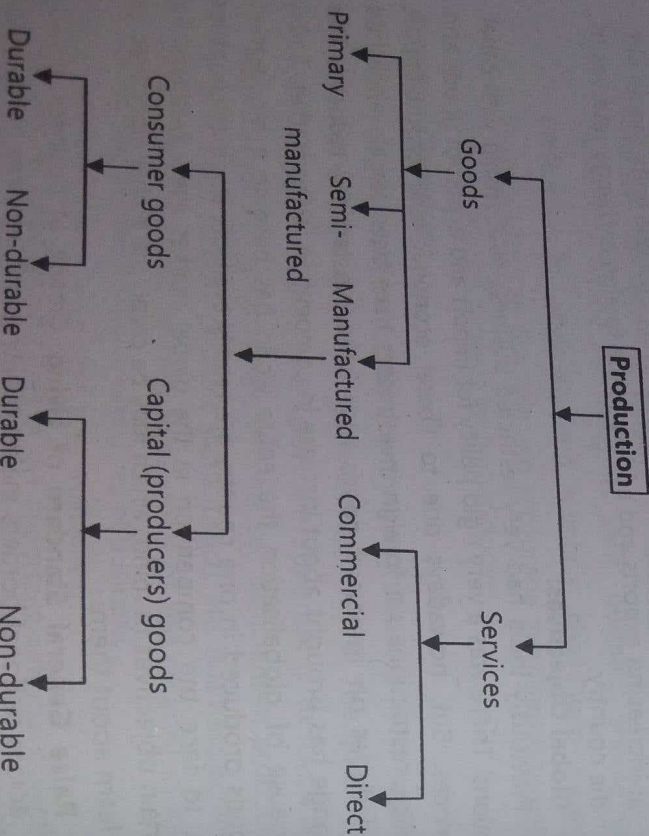 Production
Goods Services
Primary Semi- Manufactured Commercial Direct
manufactured
Consumer goods Capital (producers) goods
Durable Non-durable Durable Non-durable